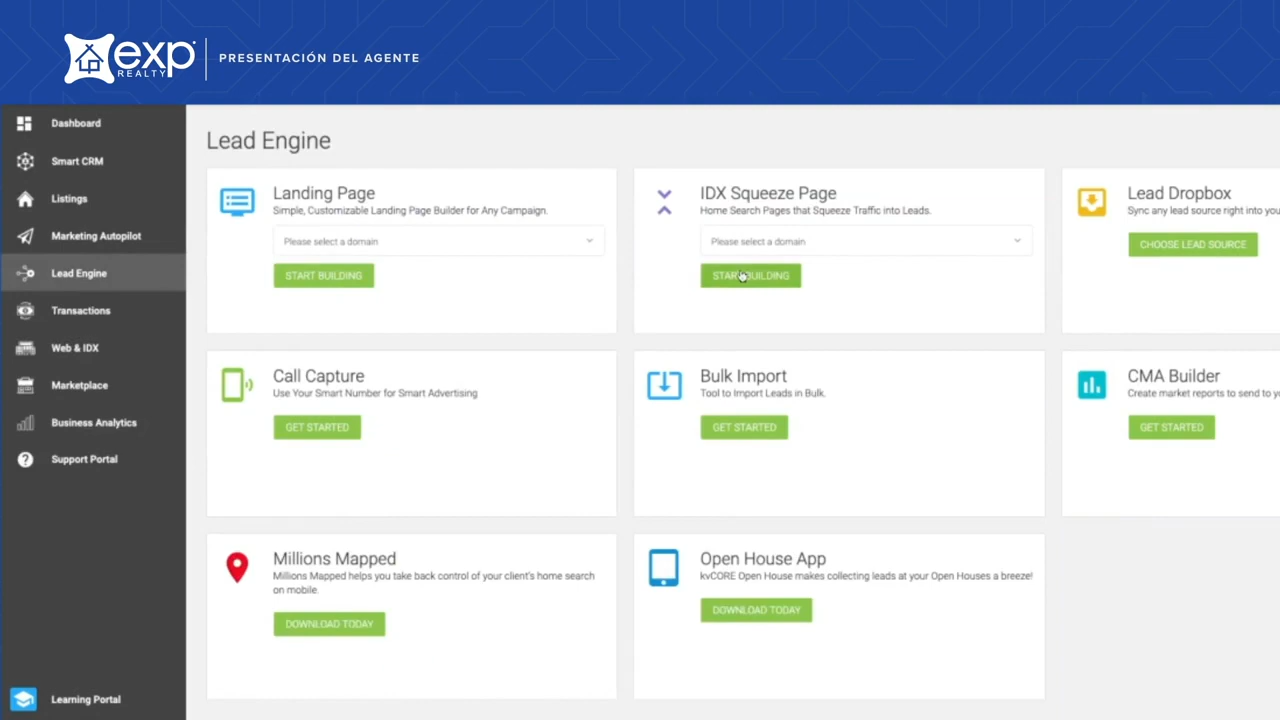 exp
REALTY
PRESENTACIÓN DEL AGENTE
Dashboard
Smart CRM
Listings
Marketing Autopilot
Lead Engine
Transactions
Web & IDX
Marketplace
Business Analytics
Support Portal
Learning Portal
Lead Engine
Landing Page
Simple, Customizable Landing Page Builder for Any Campaign.
Please select a domain
START BUILDING
IDX Squeeze Page
Home Search Pages that Squeeze Traffic into Leads.
Please select a domain
START BUILDING
Lead Dropbox
Sync any lead source right into you
CHOOSE LEAD SOURCE
Call Capture
Use Your Smart Number for Smart Advertising
GET STARTED
Bulk Import
Tool to Import Leads in Bulk.
GET STARTED
CMA Builder
Create market reports to send to yo
GET STARTED
Millions Mapped
Millions Mapped helps you take back control of your client's home search
on mobile.
DOWNLOAD TODAY
Open House App
kvCORE Open House makes collecting leads at your Open Houses a breeze!
DOWNLOAD TODAY